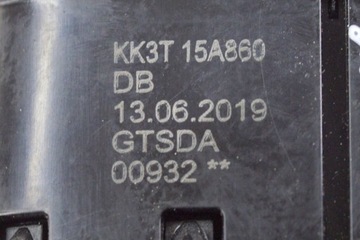 KK3T 15A860
DB
13.06.2019
GTSDA
00932 **